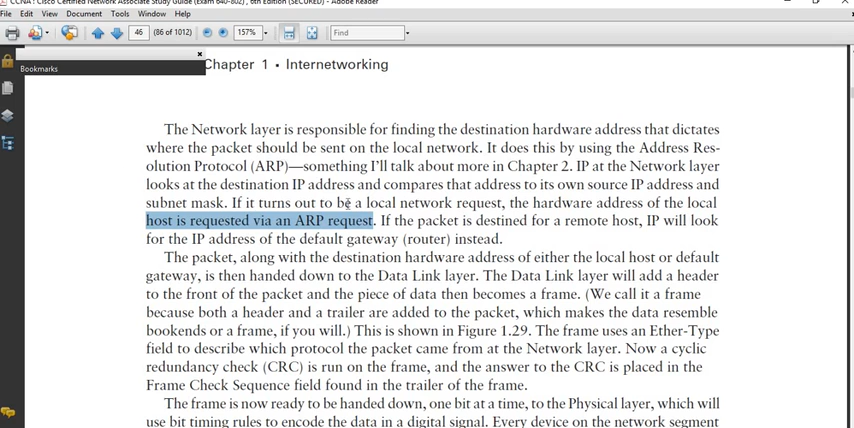 CCNA : Cisco Certified Network Associate Study Guide (Exam 640-802) , 6th Edition (SECURED) - Adobe Reader
File Edit View Document Tools Window Help
46 (86 of 1012) 157% Find
Bookmarks
Chapter 1 • Internetworking
The Network layer is responsible for finding the destination hardware address that dictates
where the packet should be sent on the local network. It does this by using the Address Res-
olution Protocol (ARP)—something I'll talk about more in Chapter 2. IP at the Network layer
looks at the destination IP address and compares that address to its own source IP address and
subnet mask. If it turns out to be a local network request, the hardware address of the local
host is requested via an ARP request. If the packet is destined for a remote host, IP will look
for the IP address of the default gateway (router) instead.
The packet, along with the destination hardware address of either the local host or default
gateway, is then handed down to the Data Link layer. The Data Link layer will add a header
to the front of the packet and the piece of data then becomes a frame. (We call it a frame
because both a header and a trailer are added to the packet, which makes the data resemble
bookends or a frame, if you will.) This is shown in Figure 1.29. The frame uses an Ether-Type
field to describe which protocol the packet came from at the Network layer. Now a cyclic
redundancy check (CRC) is run on the frame, and the answer to the CRC is placed in the
Frame Check Sequence field found in the trailer of the frame.
The frame is now ready to be handed down, one bit at a time, to the Physical layer, which will
use bit timing rules to encode the data in a digital signal. Every device on the network segment